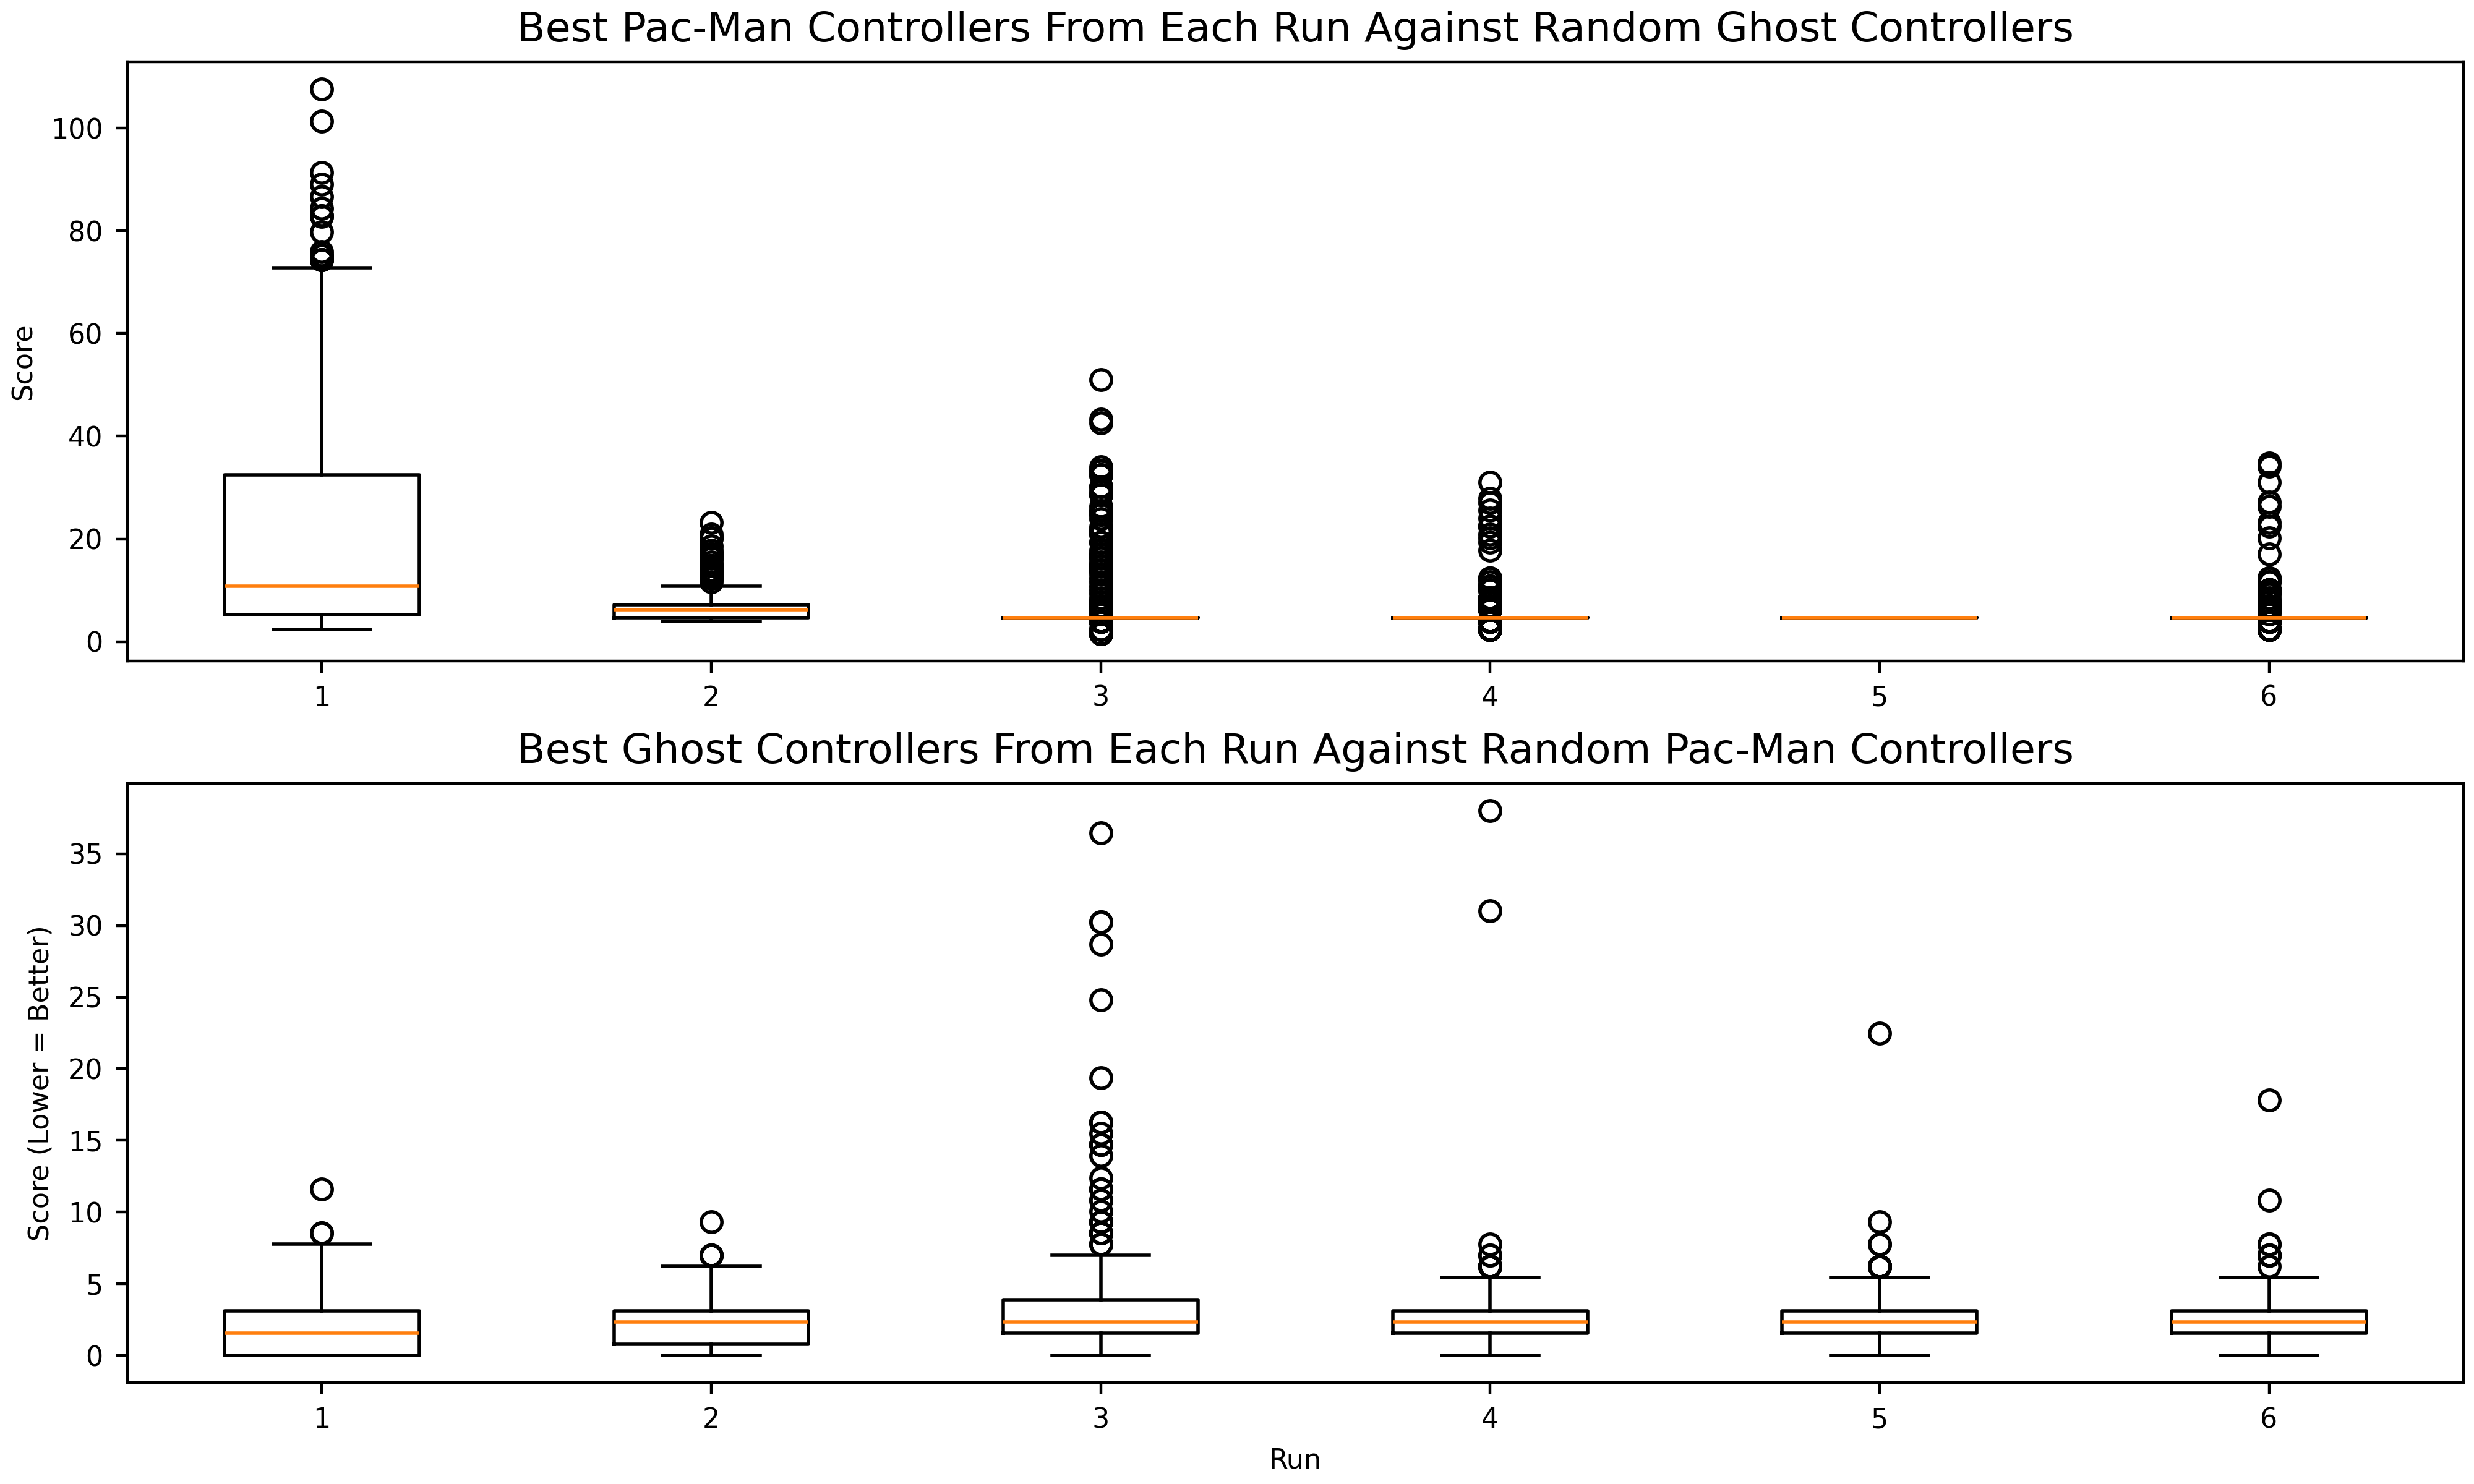 Best Pac-Man Controllers From Each Run Against Random Ghost Controllers
100
80
60
40
20
0
Score
1 2 3 4 5 6
Best Ghost Controllers From Each Run Against Random Pac-Man Controllers
35
30
25
20
15
10
5
0
Score (Lower = Better)
1 2 3 4 5 6
Run